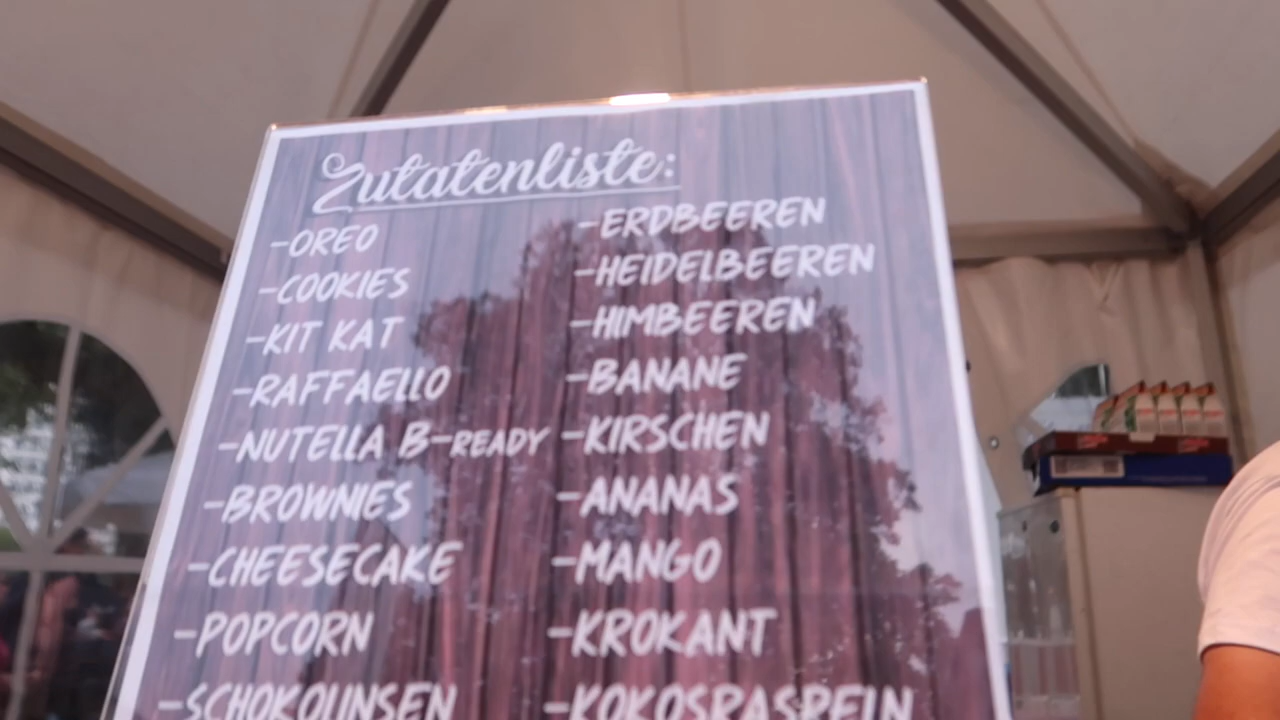 Zutatenliste:
-OREO
-COOKIES
-KIT KAT
-RAFFAELLO
-NUTELLA B-READY
-BROWNIES
-CHEESECAKE
-POPCORN
-SCHOKOLINSEN
-ERDBEEREN
-HEIDELBEEREN
-HIMBEEREN
-BANANE
-KIRSCHEN
-ANANAS
-MANGO
-KROKANT
-KOKOSRASPELN